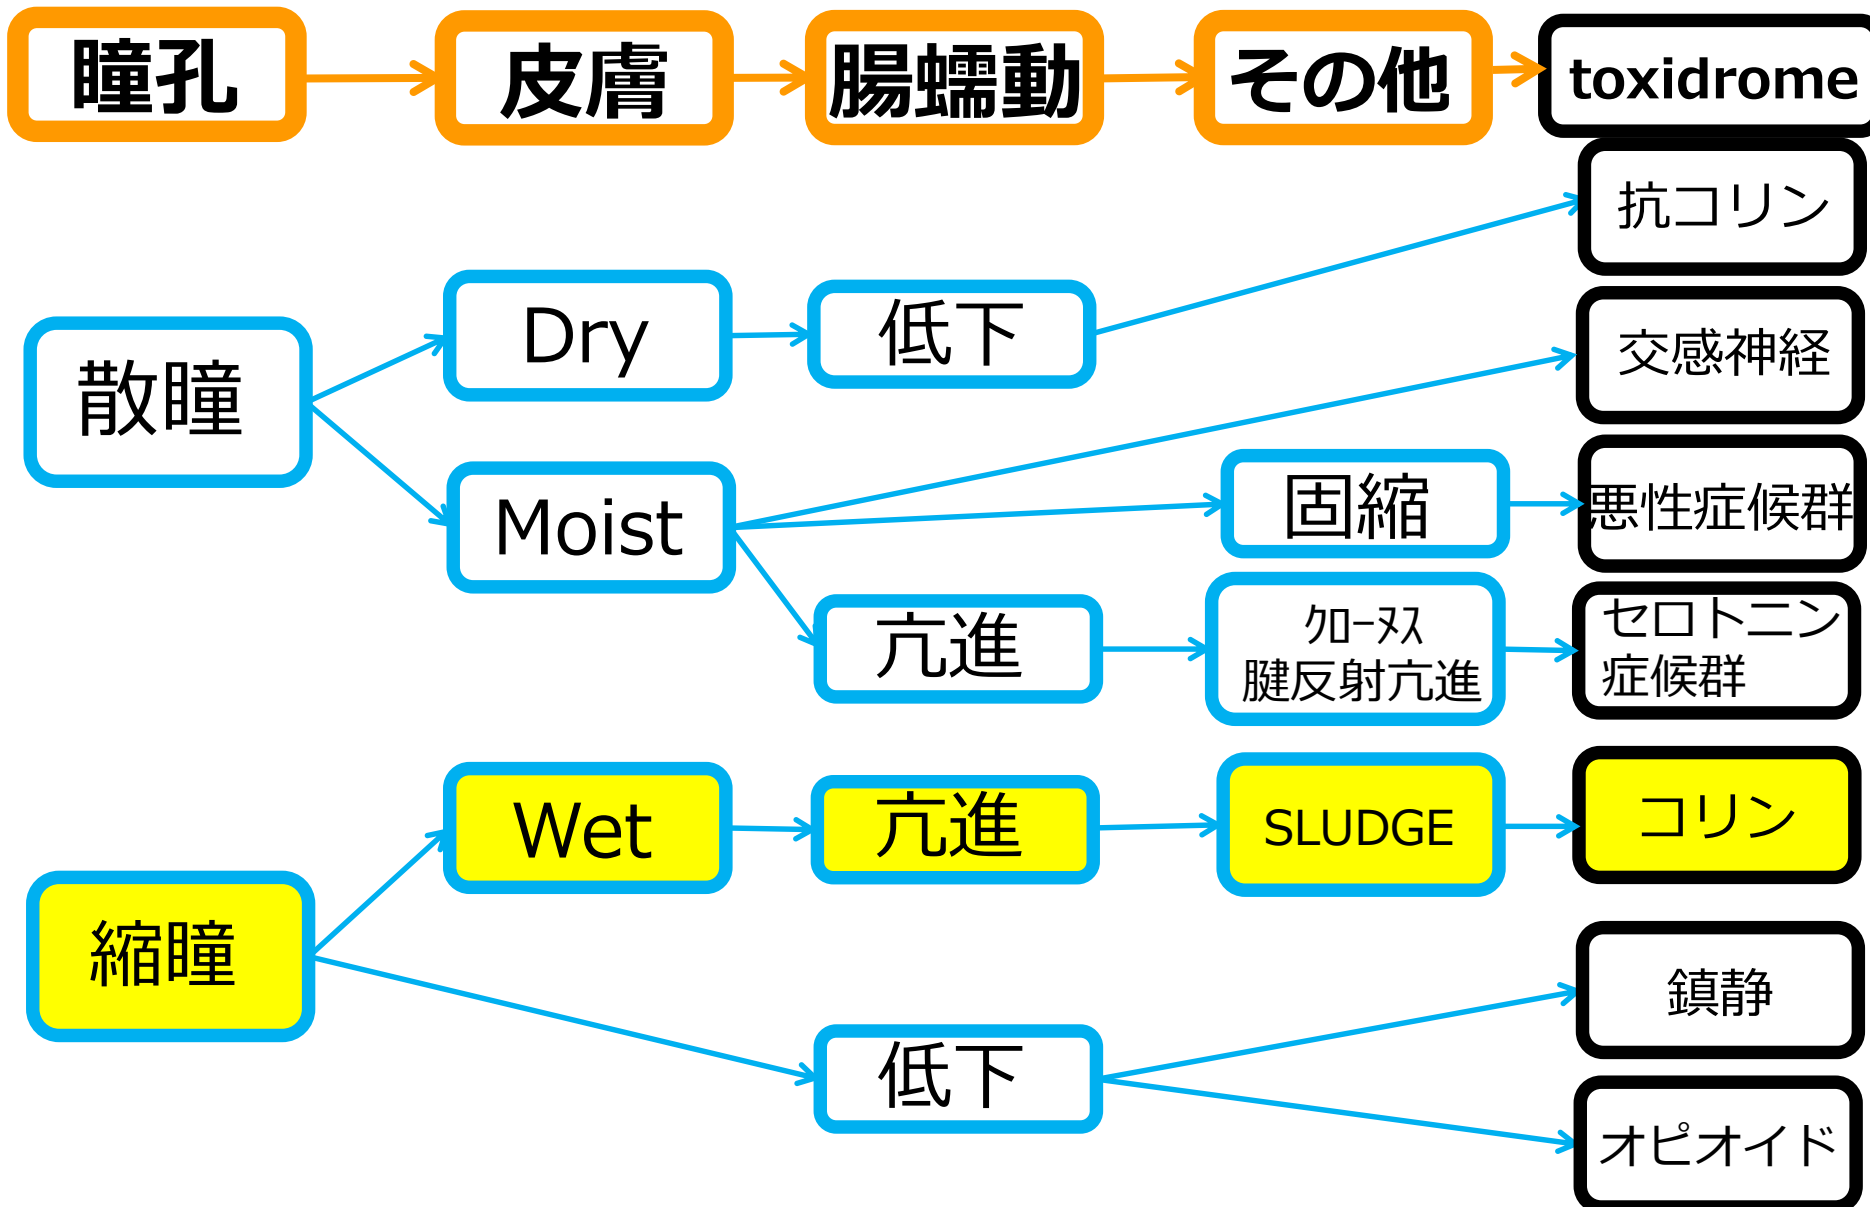 瞳孔
皮膚
腸蠕動
その他
toxidrome
抗コリン
Dry
低下
交感神経
散瞳
Moist
固縮
悪性症候群
亢進
ｸﾛｰﾇｽ
腱反射亢進
セロトニン
症候群
Wet
亢進
SLUDGE
コリン
縮瞳
鎮静
低下
オピオイド